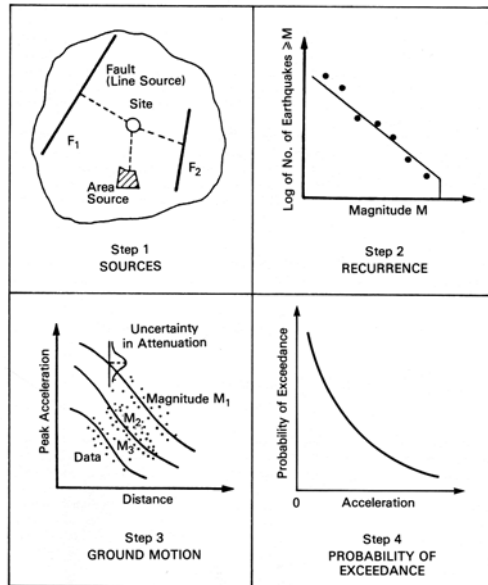 Fault
(Line Source)
Site
F1
F2
Area
Source
Step 1
SOURCES
Log of No. of Earthquakes ⩾ M
Magnitude M
Step 2
RECURRENCE
Uncertainty
in Attenuation
Peak Acceleration
Magnitude M1
M2
M3
Data
Distance
Step 3
GROUND MOTION
Probability of Exceedance
0
Acceleration
Step 4
PROBABILITY OF
EXCEEDANCE